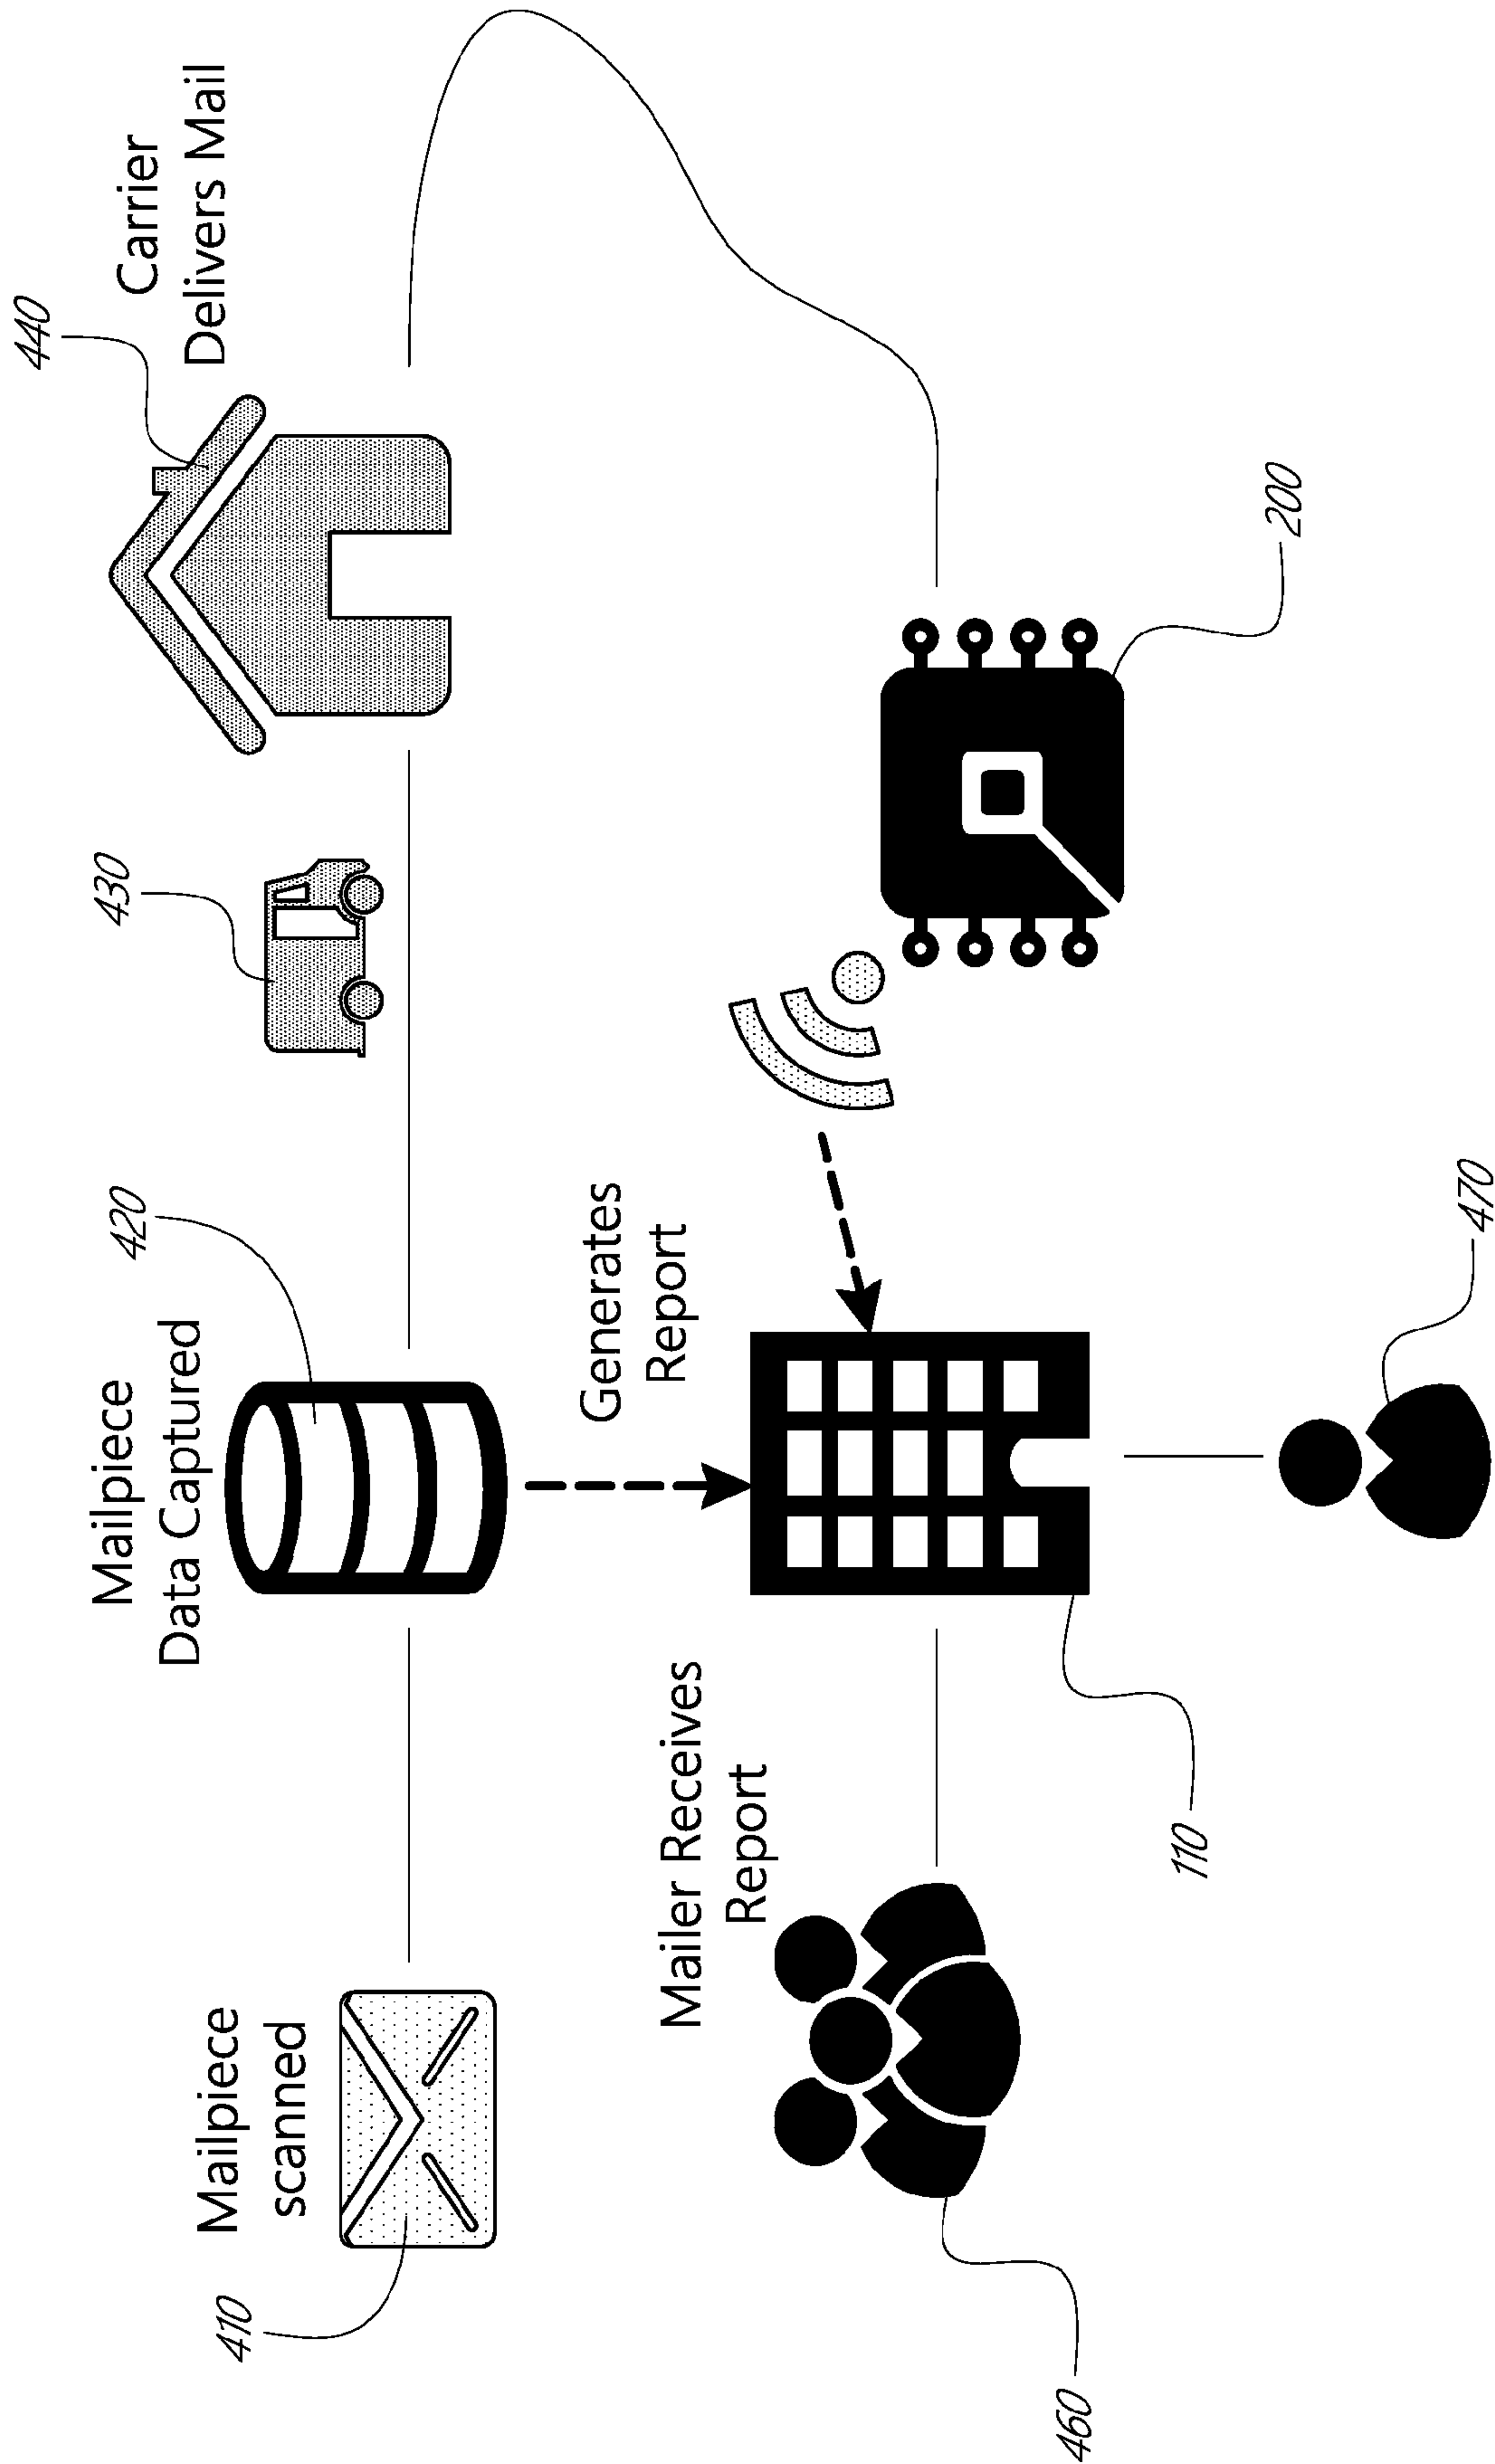 410
Mailpiece
scanned
Mailpiece
Data Captured
420
430
440
Carrier
Delivers Mail
460
Mailer Receives
Report
110
Generates
Report
470
200